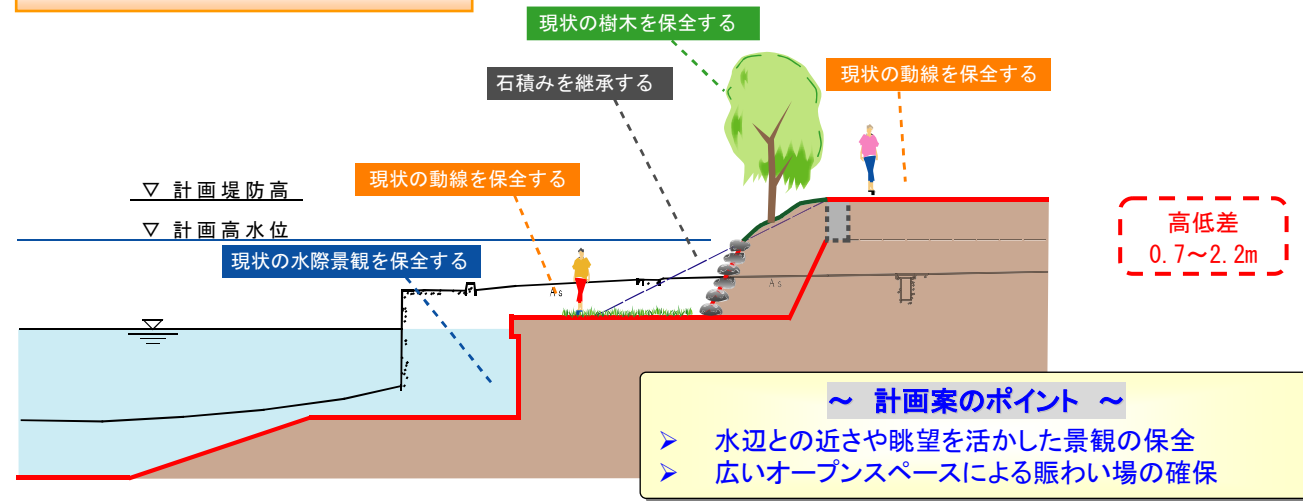 現状の樹木を保全する
石積みを継承する
現状の動線を保全する
現状の動線を保全する
▽ 計画堤防高
▽ 計画高水位
現状の水際景観を保全する
高低差
0.7～2.2m
As
As
～ 計画案のポイント ～
➢ 水辺との近さや眺望を活かした景観の保全
➢ 広いオープンスペースによる賑わい場の確保